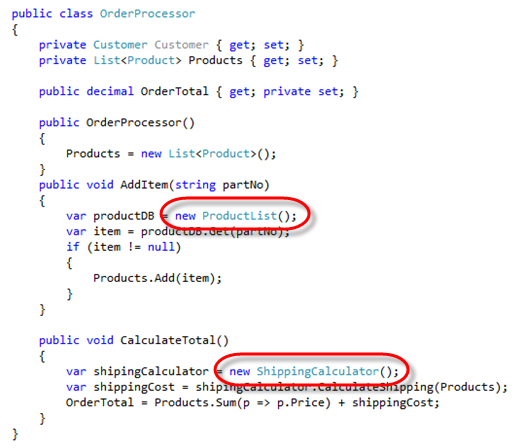 public class OrderProcessor
{
    private Customer Customer { get; set; }
    private List<Product> Products { get; set; }
    public decimal OrderTotal { get; private set; }
    public OrderProcessor()
    {
        Products = new List<Product>();
    }
    public void AddItem(string partNo)
    {
        var productDB = new ProductList();
        var item = productDB.Get(partNo);
        if (item != null)
        {
            Products.Add(item);
        }
    }
    public void CalculateTotal()
    {
        var shipingCalculator = new ShippingCalculator();
        var shippingCost = shipingCalculator.CalculateShipping(Products);
        OrderTotal = Products.Sum(p => p.Price) + shippingCost;
    }
}